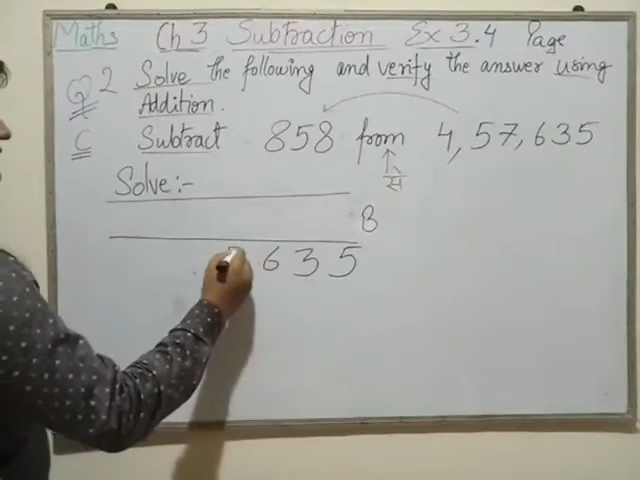 Maths Ch 3 Subtraction Ex 3.4 Page
Q 2 Solve the following and verify the answer using
Addition.
C Subtract 858 from 4,57,635
से
Solve:-
B
7 6 3 5